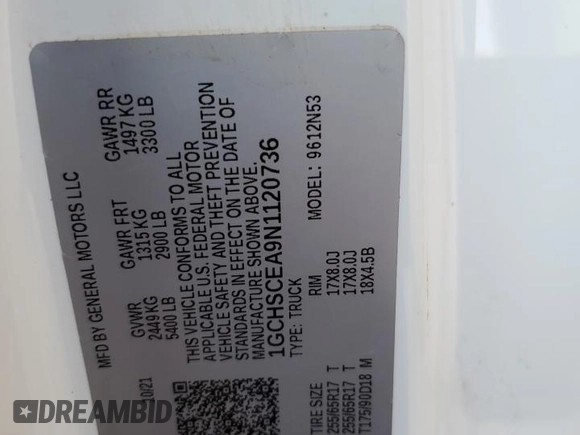 MFD BY GENERAL MOTORS LLC
0/21
GVWR GAWR FRT GAWR RR
2449 KG 1315 KG 1497 KG
5400 LB 2900 LB 3300 LB
THIS VEHICLE CONFORMS TO ALL
APPLICABLE U.S. FEDERAL MOTOR
VEHICLE SAFETY AND THEFT PREVENTION
STANDARDS IN EFFECT ON THE DATE OF
MANUFACTURE SHOWN ABOVE.
1GCHSCEA9N1120736
TYPE: TRUCK MODEL: 9612N53
TIRE SIZE RIM
255/65R17 T 17X8.0J
255/65R17 T 17X8.0J
T175/90D18 M 18X4.5B
DREAMBID
ONLINE AUTO AUCTIONS